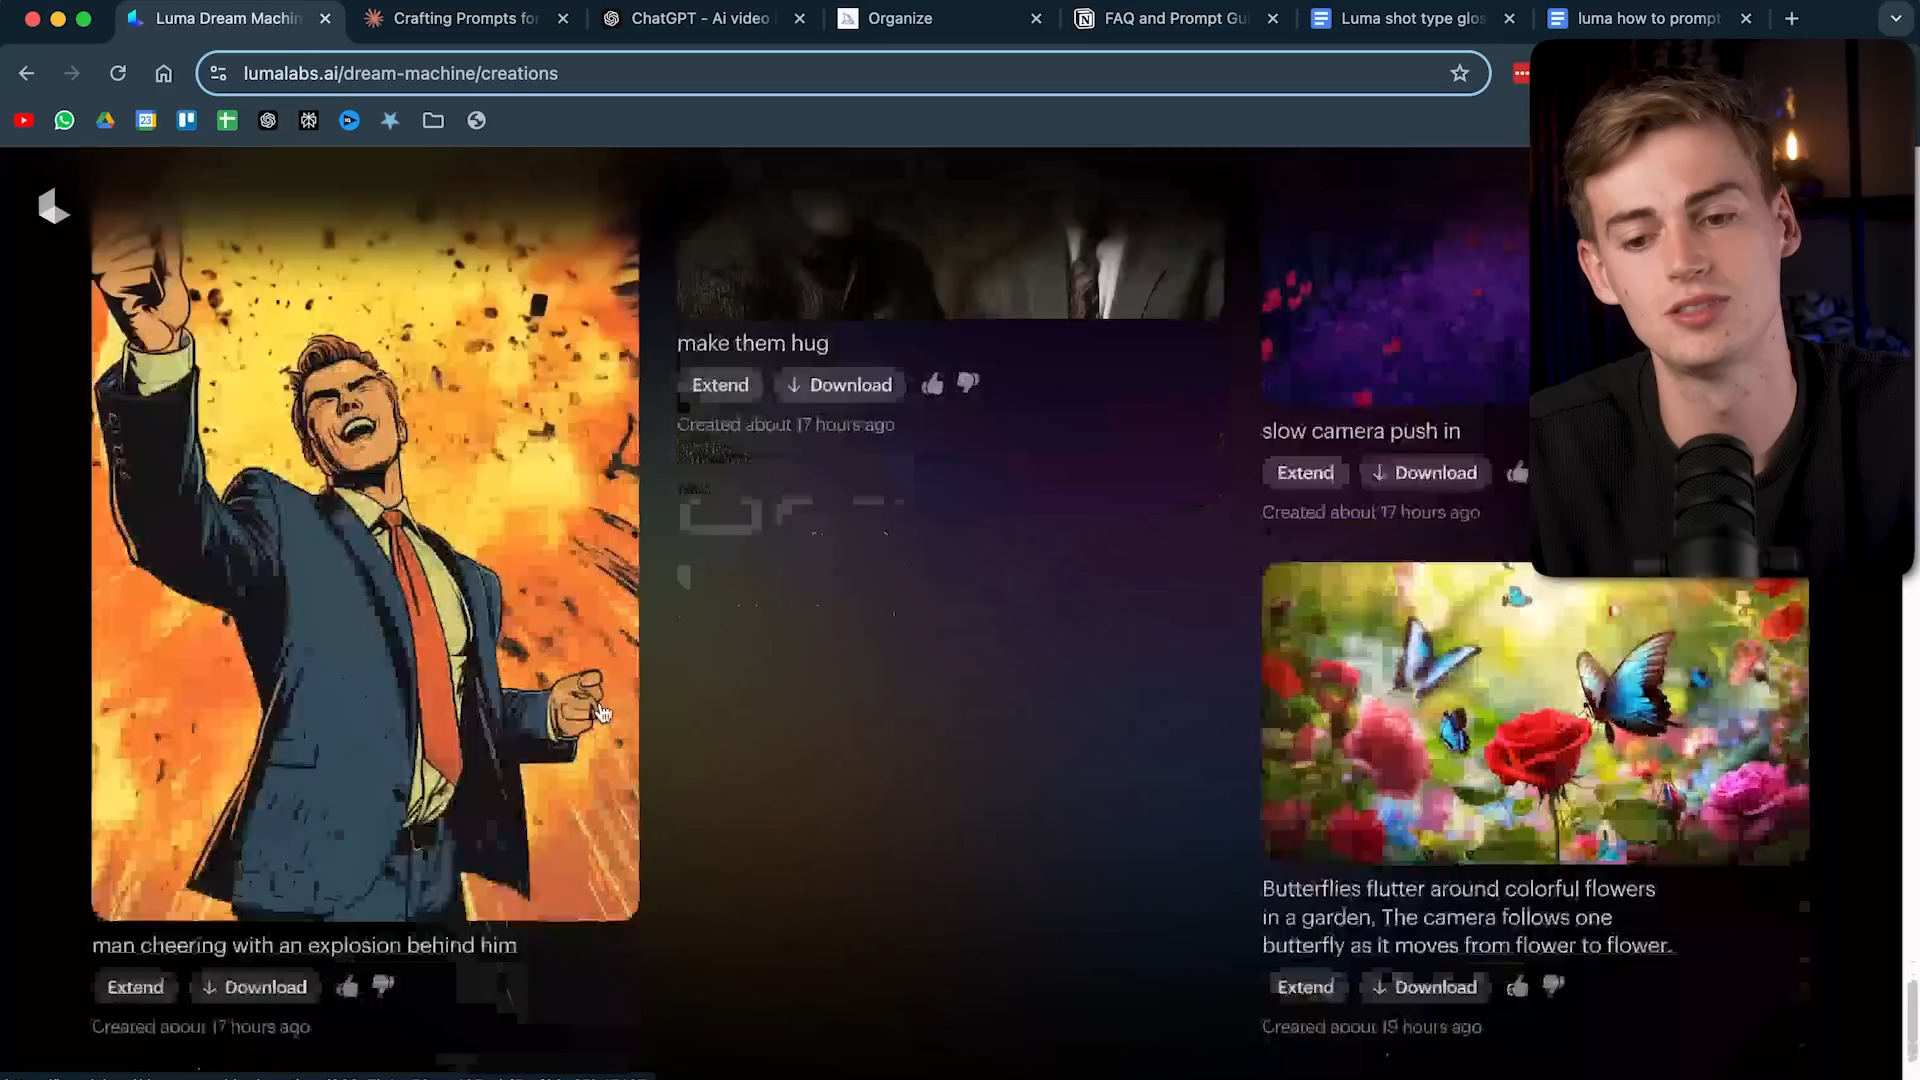 Luma Dream Machin
Crafting Prompts for
ChatGPT - Ai video
Organize
FAQ and Prompt Gu
Luma shot type glos
luma how to prompt
lumalabs.ai/dream-machine/creations
23
make them hug
Extend
Download
Created about 17 hours ago
slow camera push in
Extend
Download
Created about 17 hours ago
man cheering with an explosion behind him
Extend
Download
Created about 17 hours ago
Butterflies flutter around colorful flowers
in a garden, The camera follows one
butterfly as it moves from flower to flower.
Extend
Download
Created about 19 hours ago